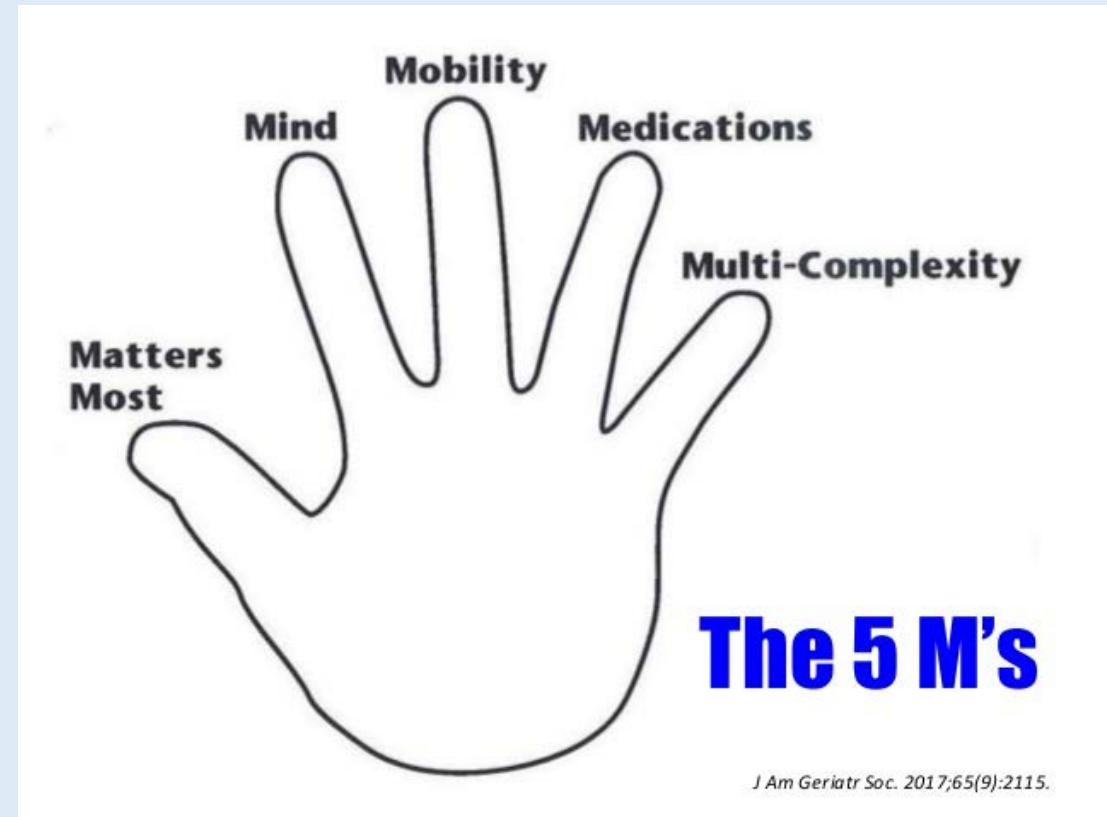 Mobility
Mind
Medications
Multi-Complexity
Matters
Most
The 5 M’s
J Am Geriatr Soc. 2017;65(9):2115.